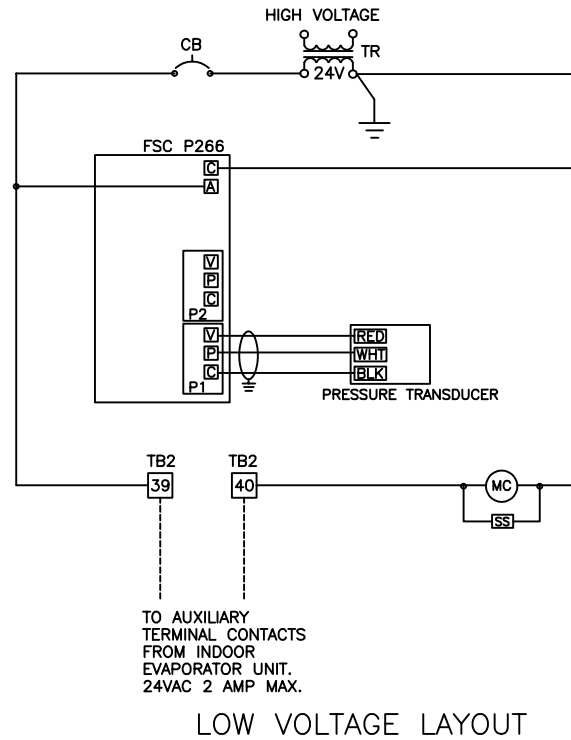 HIGH VOLTAGE
CB
TR
24V
FSC P266
C
A
V
P
C
P2
V
P
C
P1
RED
WHT
BLK
PRESSURE TRANSDUCER
TB2
TB2
39
40
MC
SS
TO AUXILIARY
TERMINAL CONTACTS
FROM INDOOR
EVAPORATOR UNIT.
24VAC 2 AMP MAX.
LOW VOLTAGE LAYOUT